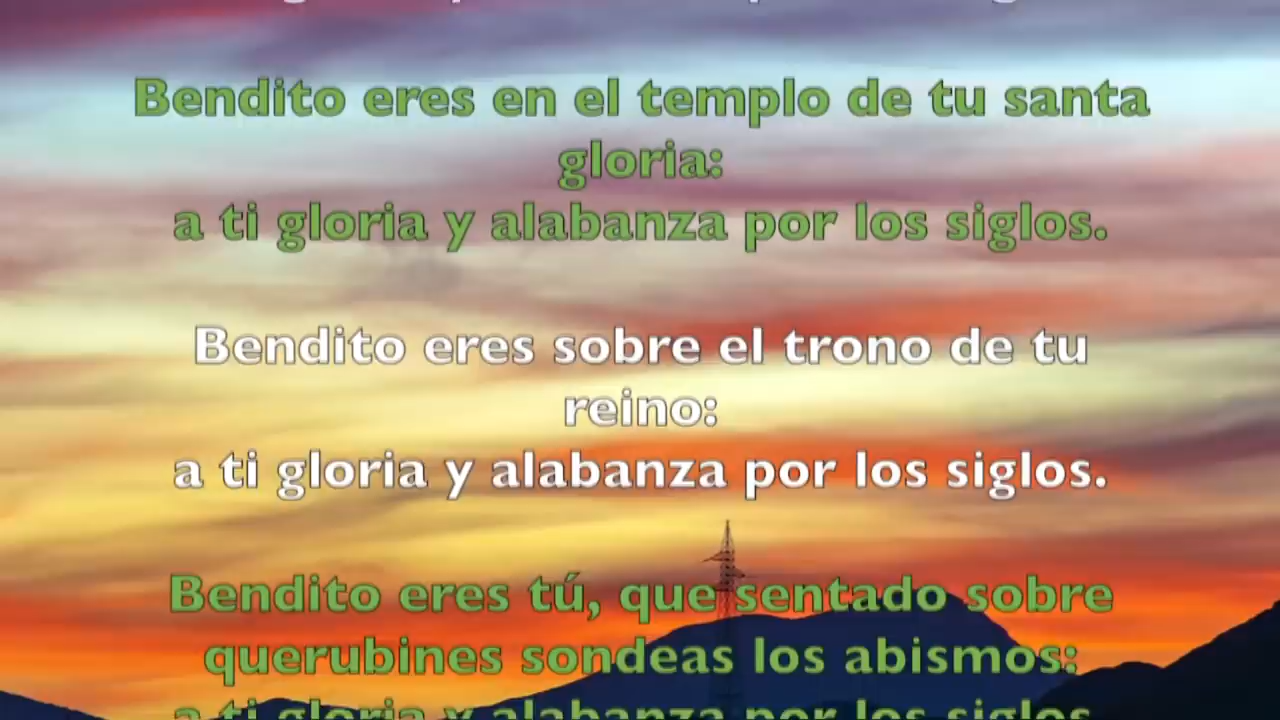 Bendito eres en el templo de tu santa
gloria:
a ti gloria y alabanza por los siglos.
Bendito eres sobre el trono de tu
reino:
a ti gloria y alabanza por los siglos.
Bendito eres tú, que sentado sobre
querubines sondeas los abismos:
a ti gloria y alabanza por los siglos